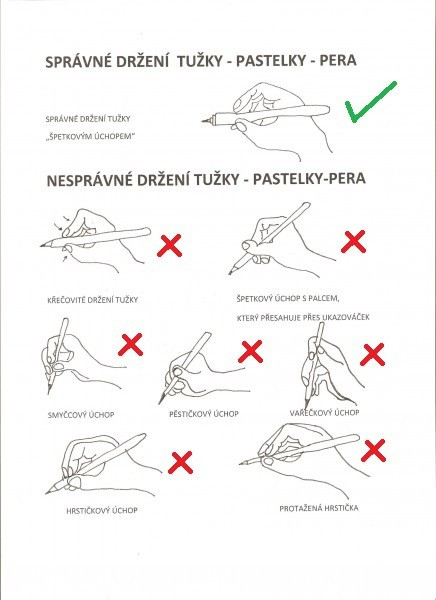 SPRÁVNÉ DRŽENÍ TUŽKY - PASTELKY - PERA
SPRÁVNÉ DRŽENÍ TUŽKY
„ŠPETKOVÝM ÚCHOPEM“
NESPRÁVNÉ DRŽENÍ TUŽKY - PASTELKY-PERA
KŘEČOVITÉ DRŽENÍ TUŽKY
ŠPETKOVÝ ÚCHOP S PALCEM,
KTERÝ PŘESAHUJE PŘES UKAZOVÁČEK
SMYČCOVÝ ÚCHOP
PĚSTIČKOVÝ ÚCHOP
VAŘEČKOVÝ ÚCHOP
HRSTIČKOVÝ ÚCHOP
PROTAŽENÁ HRSTIČKA